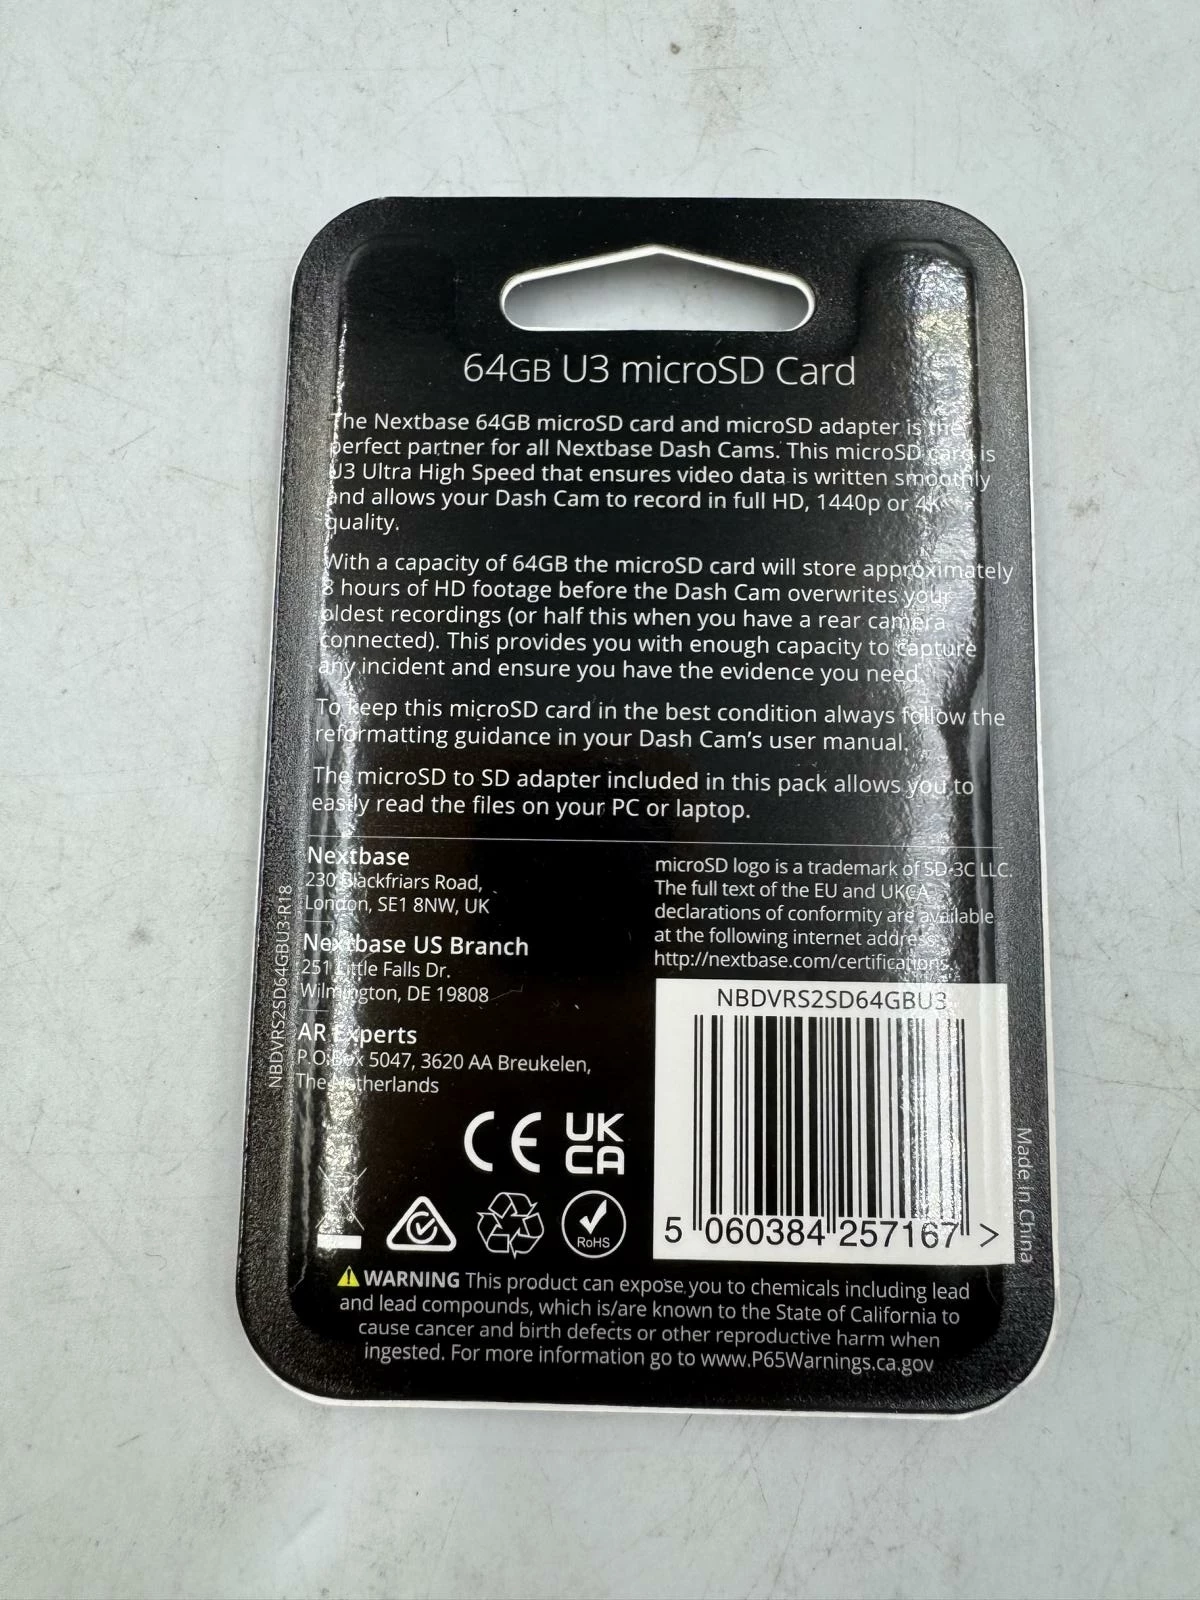 64GB U3 microSD Card
The Nextbase 64GB microSD card and microSD adapter is the
perfect partner for all Nextbase Dash Cams. This microSD card is
U3 Ultra High Speed that ensures video data is written smoothly
and allows your Dash Cam to record in full HD, 1440p or 4K
quality.
With a capacity of 64GB the microSD card will store approximately
8 hours of HD footage before the Dash Cam overwrites your
oldest recordings (or half this when you have a rear camera
connected). This provides you with enough capacity to capture
any incident and ensure you have the evidence you need.
To keep this microSD card in the best condition always follow the
reformatting guidance in your Dash Cam's user manual.
The microSD to SD adapter included in this pack allows you to
easily read the files on your PC or laptop.
Nextbase
230 Blackfriars Road,
London, SE1 8NW, UK
Nextbase US Branch
251 Little Falls Dr.
Wilmington, DE 19808
AR Experts
P.O.Box 5047, 3620 AA Breukelen,
The Netherlands
NBDVRS2SD64GBU3-R18
microSD logo is a trademark of SD-3C LLC.
The full text of the EU and UKCA
declarations of conformity are available
at the following internet address:
http://nextbase.com/certifications
NBDVRS2SD64GBU3
5 060384 257167 >
Made in China
CE
UK
CA
RoHS
WARNING This product can expose you to chemicals including lead
and lead compounds, which is/are known to the State of California to
cause cancer and birth defects or other reproductive harm when
ingested. For more information go to www.P65Warnings.ca.gov